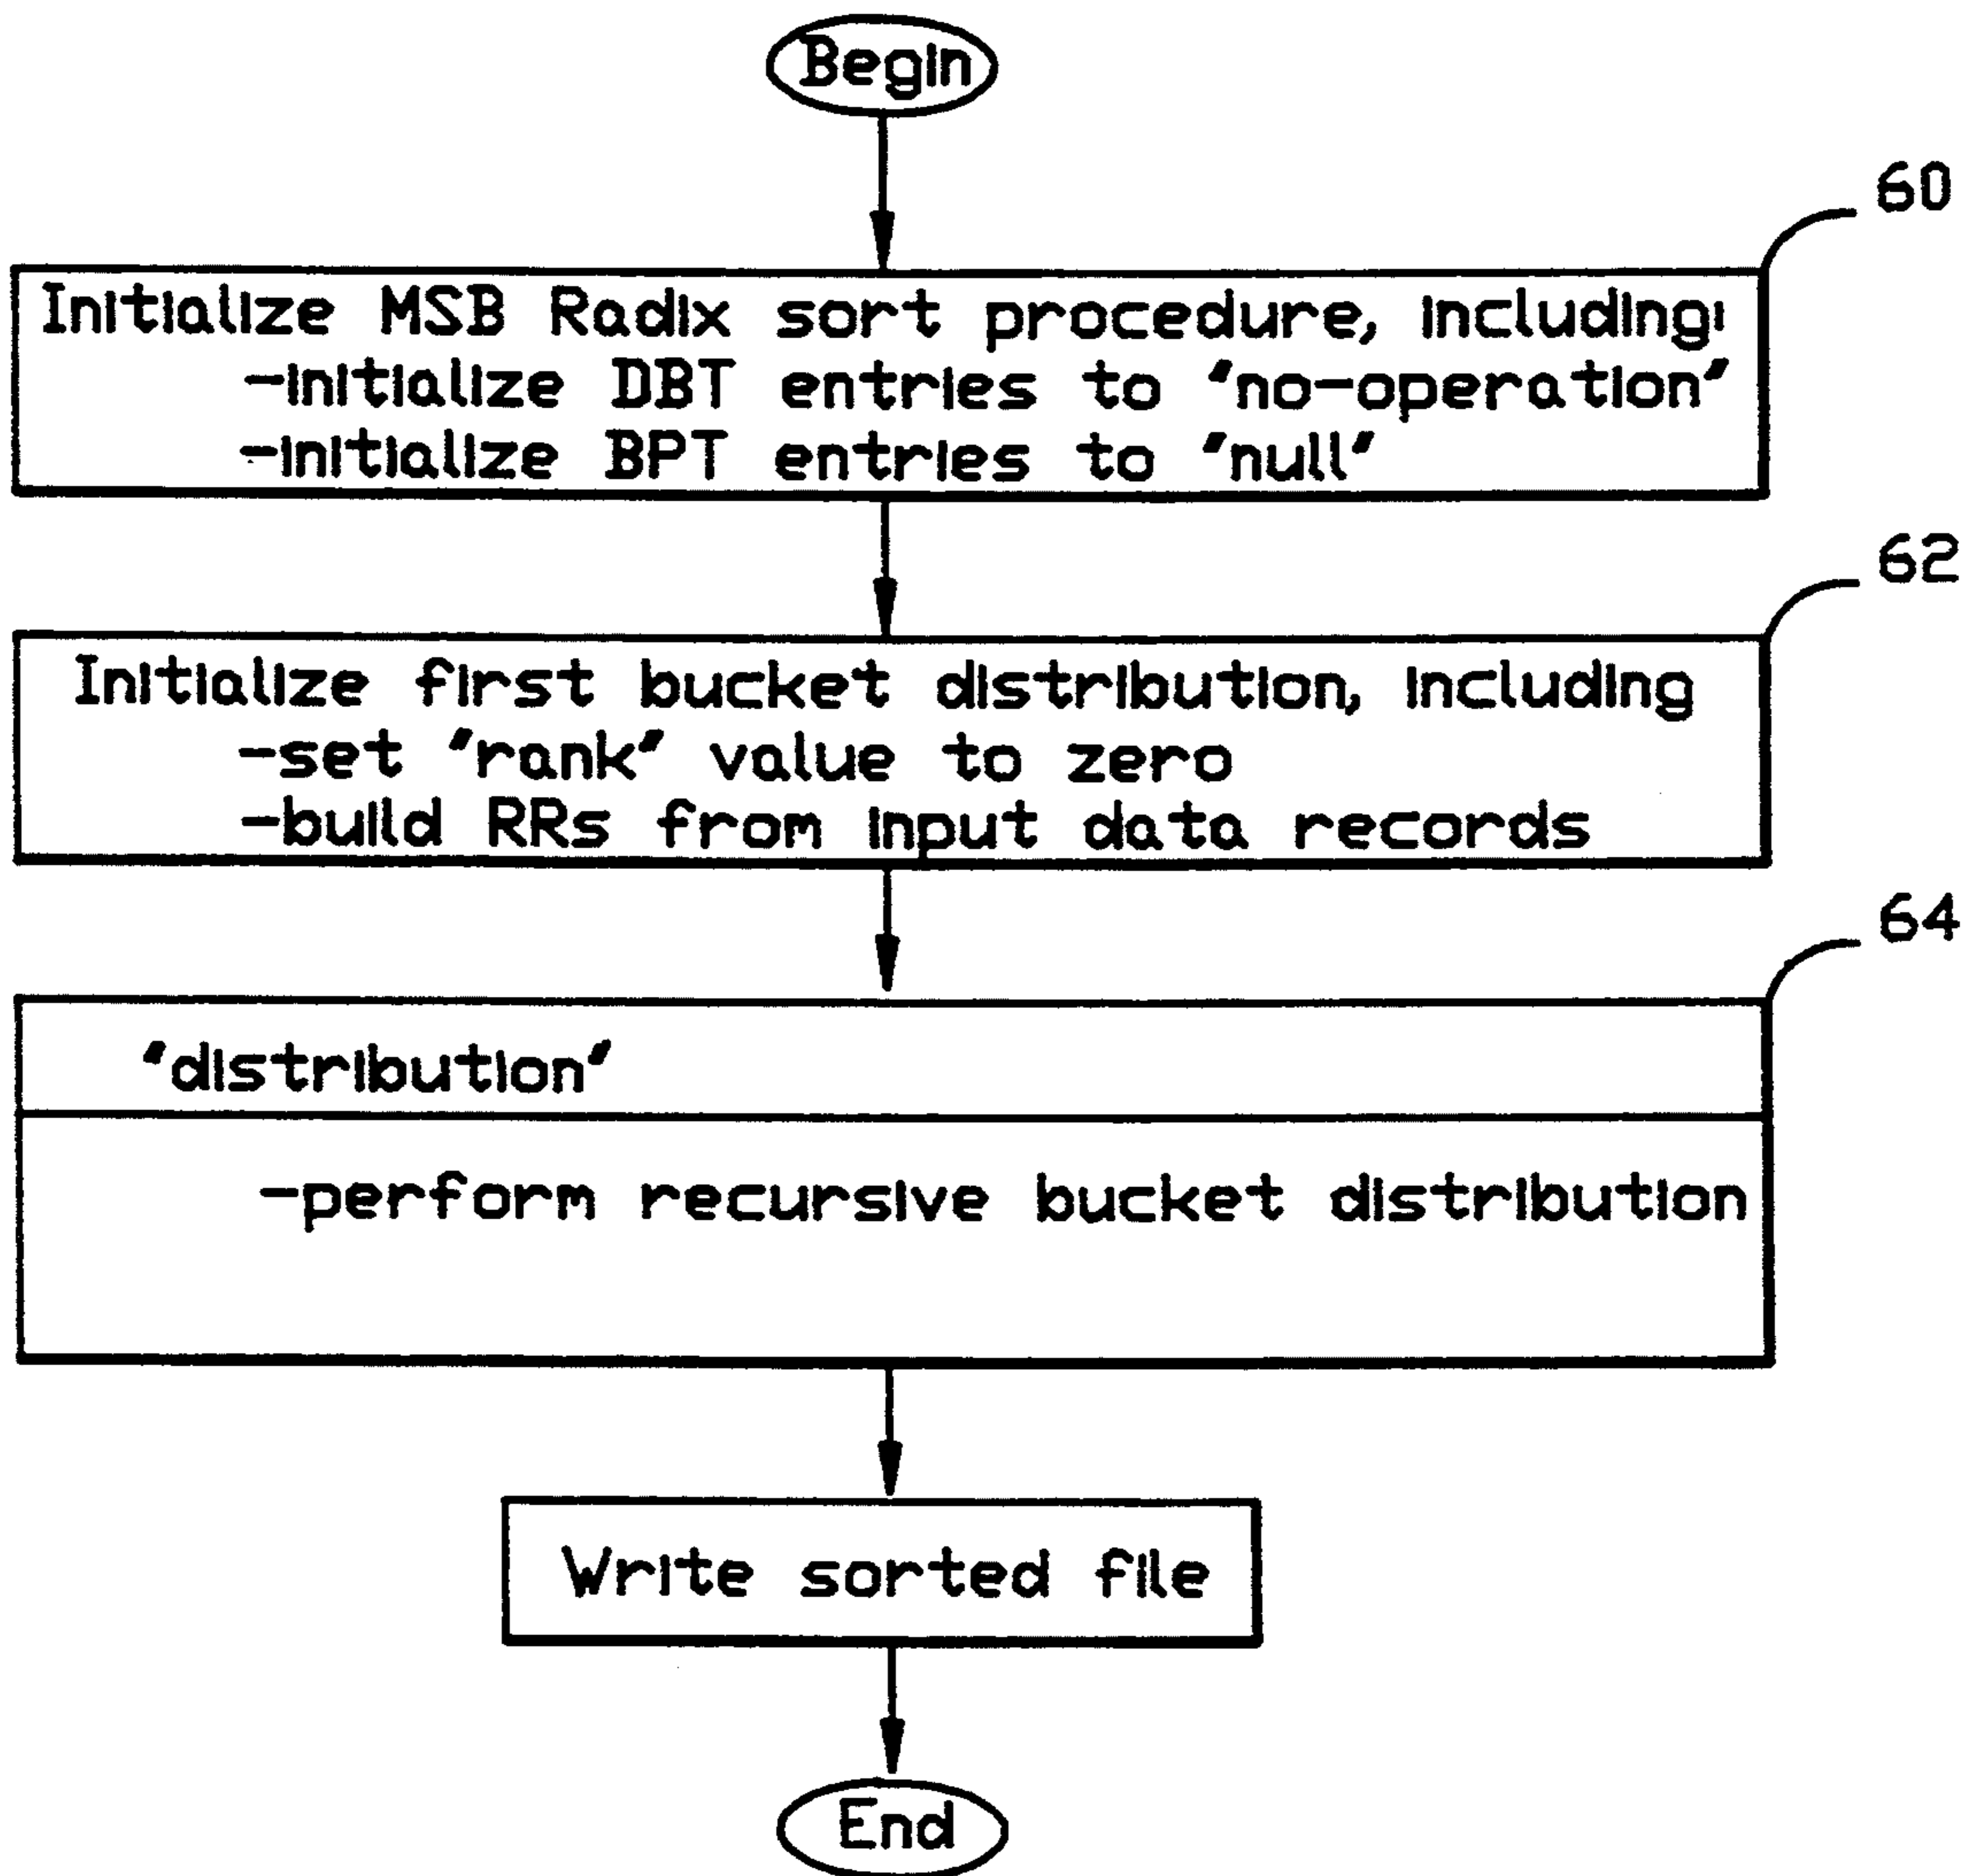 Begin
60
Initialize MSB Radix sort procedure, including:
-initialize DBT entries to 'no-operation'
-initialize BPT entries to 'null'
62
Initialize first bucket distribution, including
-set 'rank' value to zero
-build RRs from input data records
64
'distribution'
-perform recursive bucket distribution
Write sorted file
End